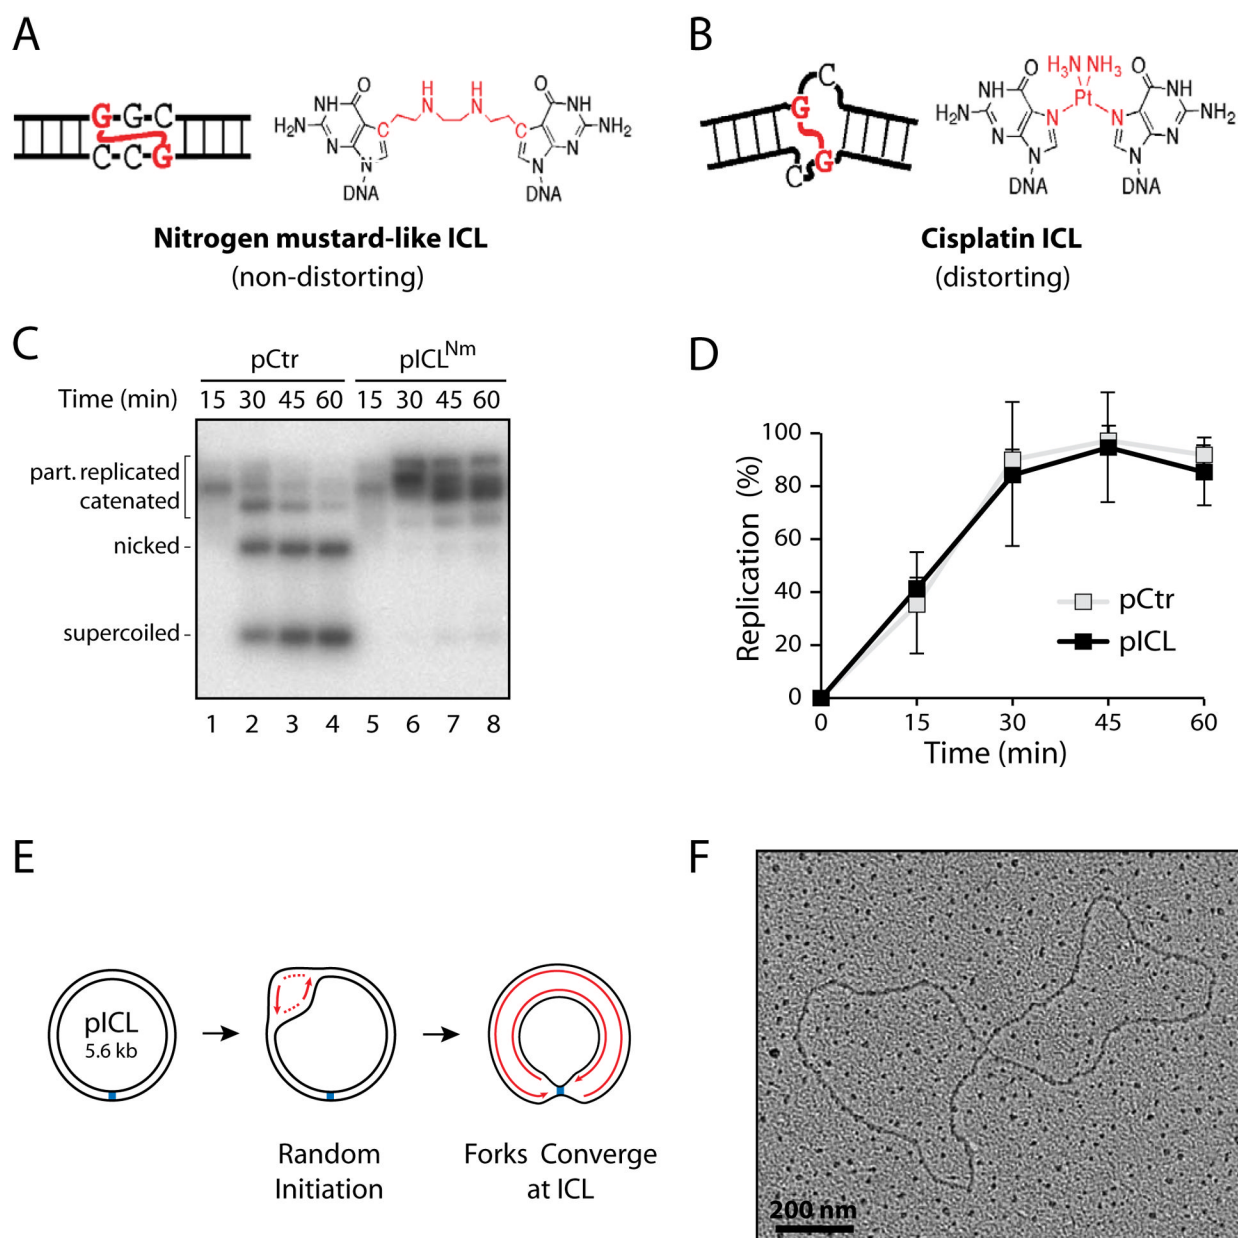 A
G-G-C
C-C-G
O
NH
H₂N
N
N
N
DNA
H
N
H
N
O
NH
NH₂
N
N
N
DNA
Nitrogen mustard-like ICL
(non-distorting)
B
C
G
G
C
H₃N NH₃
Pt
O
NH
H₂N
N
N
N
N
DNA
O
NH
NH₂
N
N
N
N
DNA
Cisplatin ICL
(distorting)
C
pCtr pICLNm
Time (min) 15 30 45 60 15 30 45 60
part. replicated
catenated
nicked
supercoiled
1 2 3 4 5 6 7 8
D
Replication (%)
100
80
60
40
20
0
pCtr
pICL
0 15 30 45 60
Time (min)
E
pICL
5.6 kb
Random
Initiation
Forks Converge
at ICL
F
200 nm